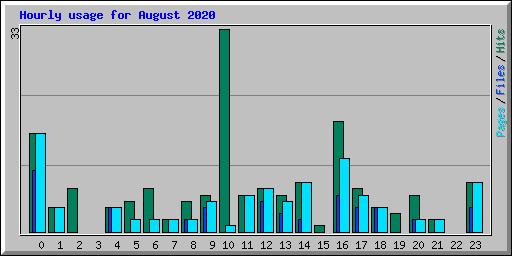 Hourly usage for August 2020
33
Pages/Files/Hits
0 1 2 3 4 5 6 7 8 9 10 11 12 13 14 15 16 17 18 19 20 21 22 23